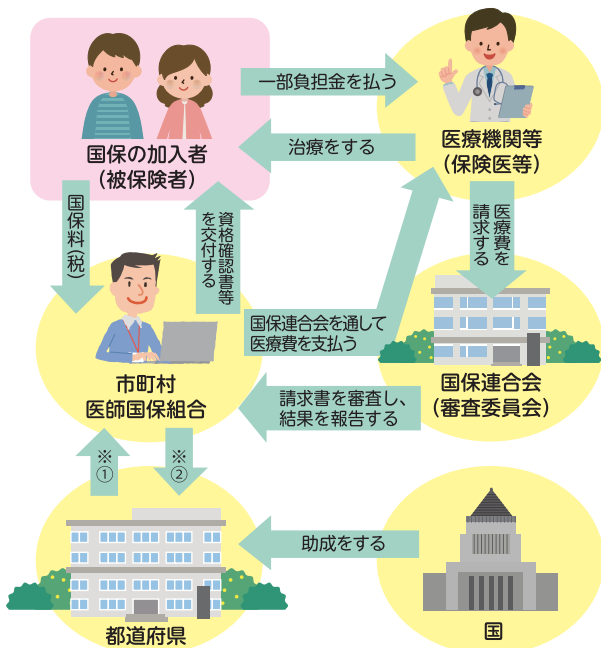 一部負担金を払う
国保の加入者
(被保険者)
治療をする
医療機関等
(保険医等)
国保料(税)
資格確認書等
を交付する
医療費を
請求する
国保連合会を通して
医療費を支払う
市町村
医師国保組合
国保連合会
(審査委員会)
請求書を審査し、
結果を報告する
※①
※②
助成をする
都道府県
国